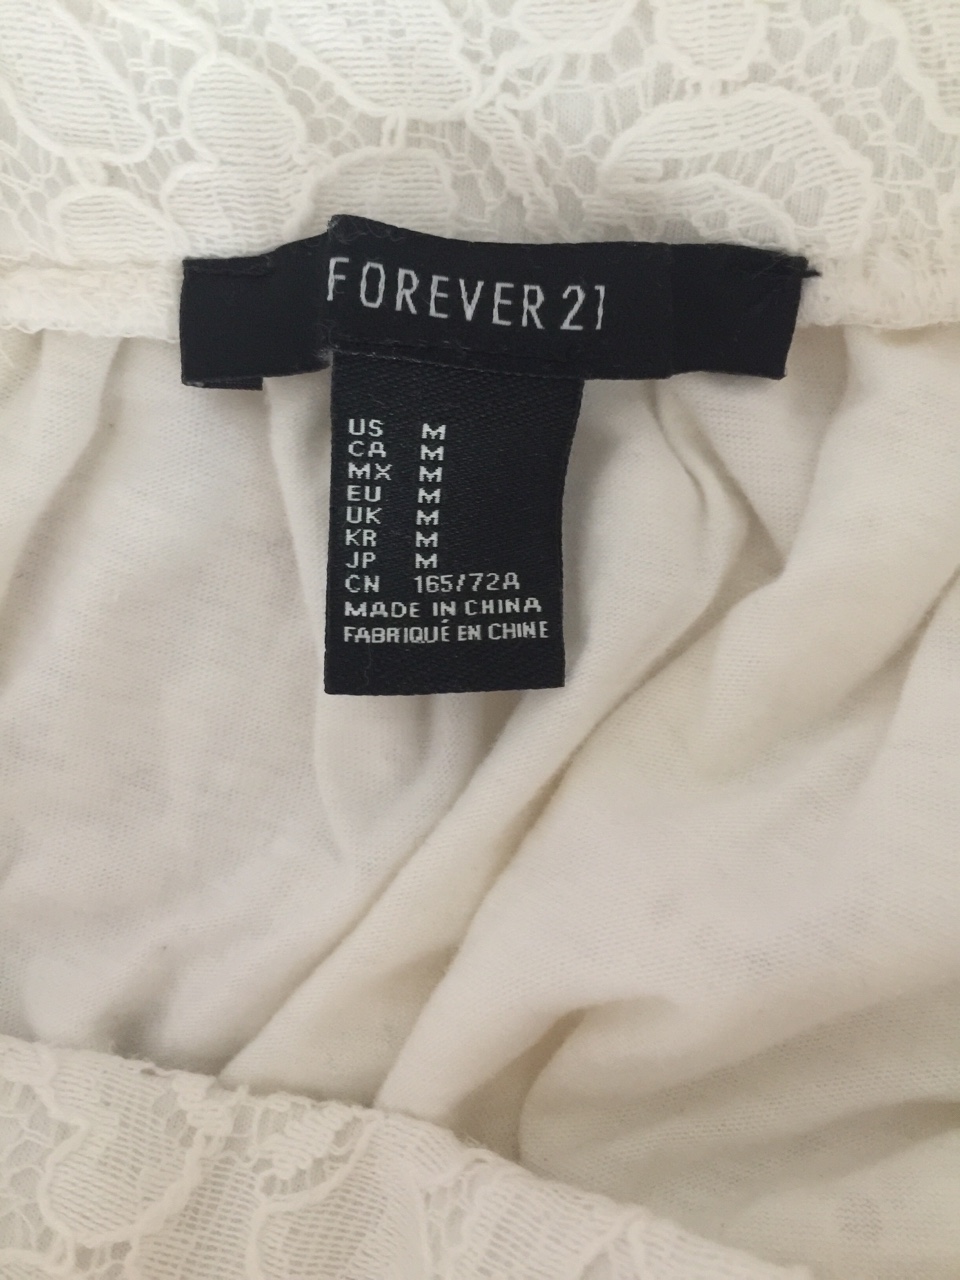 FOREVER 21
US M
CA M
MX M
EU M
UK M
KR M
JP M
CN 165/72A
MADE IN CHINA
FABRIQUÉ EN CHINE